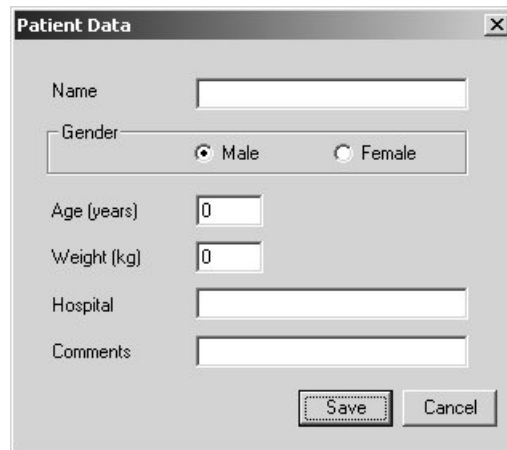 Patient Data
Name
Gender
Male Female
Age (years) 0
Weight (kg) 0
Hospital
Comments
Save Cancel